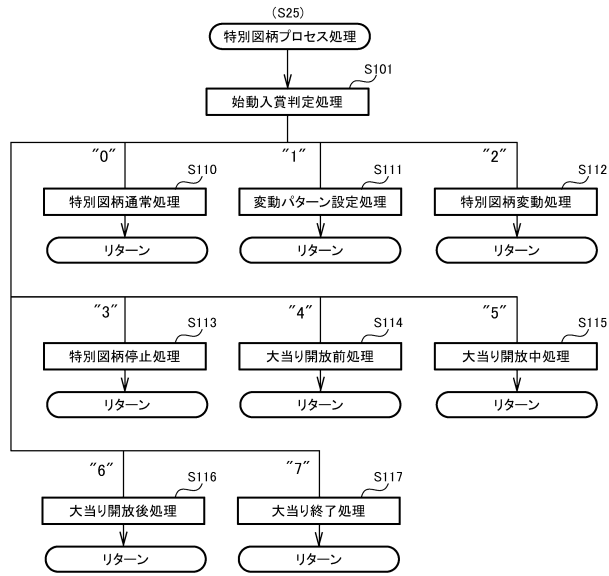 (S25)
特別図柄プロセス処理
S101
始動入賞判定処理
"0"
"1"
"2"
S110
S111
S112
特別図柄通常処理
変動パターン設定処理
特別図柄変動処理
リターン
リターン
リターン
"3"
"4"
"5"
S113
S114
S115
特別図柄停止処理
大当り開放前処理
大当り開放中処理
リターン
リターン
リターン
"6"
"7"
S116
S117
大当り開放後処理
大当り終了処理
リターン
リターン